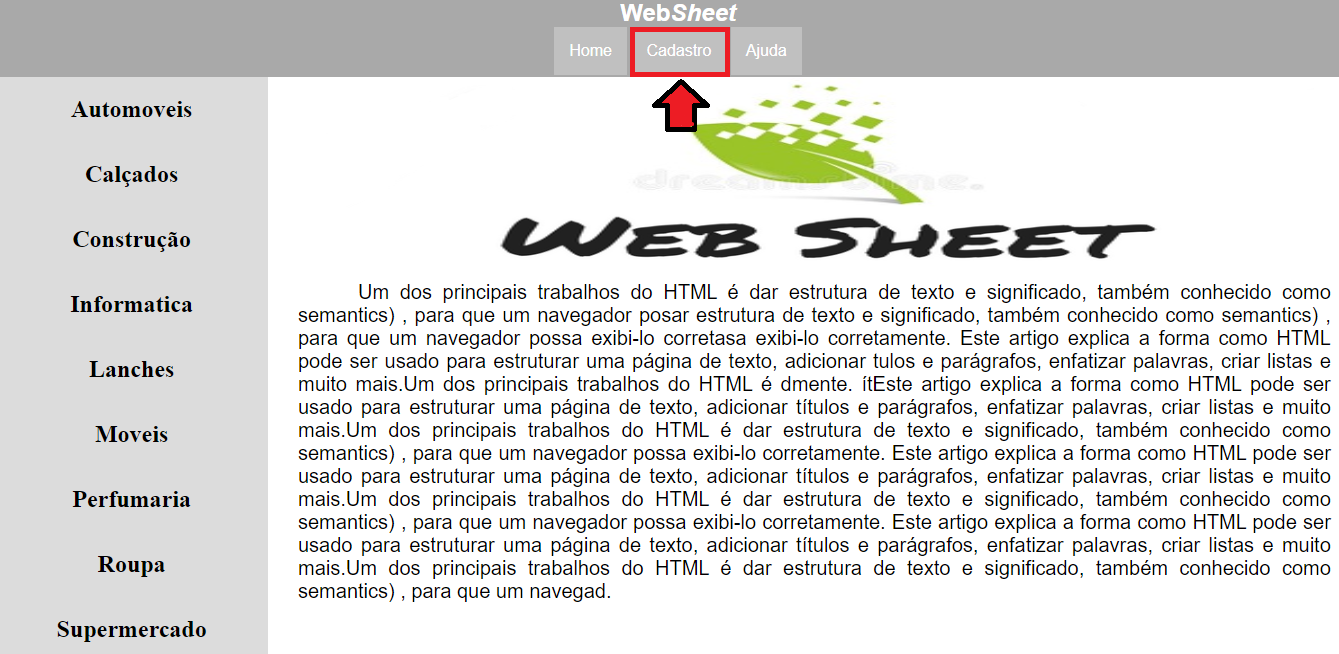 WebSheet
Home Cadastro Ajuda
Automoveis
Calçados
Construção
Informatica
Lanches
Moveis
Perfumaria
Roupa
Supermercado
dreamstime.
Web Sheet
Um dos principais trabalhos do HTML é dar estrutura de texto e significado, também conhecido como
semantics) , para que um navegador posar estrutura de texto e significado, também conhecido como semantics) ,
para que um navegador possa exibi-lo corretasa exibi-lo corretamente. Este artigo explica a forma como HTML
pode ser usado para estruturar uma página de texto, adicionar tulos e parágrafos, enfatizar palavras, criar listas e
muito mais.Um dos principais trabalhos do HTML é dmente. ítEste artigo explica a forma como HTML pode ser
usado para estruturar uma página de texto, adicionar títulos e parágrafos, enfatizar palavras, criar listas e muito
mais.Um dos principais trabalhos do HTML é dar estrutura de texto e significado, também conhecido como
semantics) , para que um navegador possa exibi-lo corretamente. Este artigo explica a forma como HTML pode ser
usado para estruturar uma página de texto, adicionar títulos e parágrafos, enfatizar palavras, criar listas e muito
mais.Um dos principais trabalhos do HTML é dar estrutura de texto e significado, também conhecido como
semantics) , para que um navegador possa exibi-lo corretamente. Este artigo explica a forma como HTML pode ser
usado para estruturar uma página de texto, adicionar títulos e parágrafos, enfatizar palavras, criar listas e muito
mais.Um dos principais trabalhos do HTML é dar estrutura de texto e significado, também conhecido como
semantics) , para que um navegad.